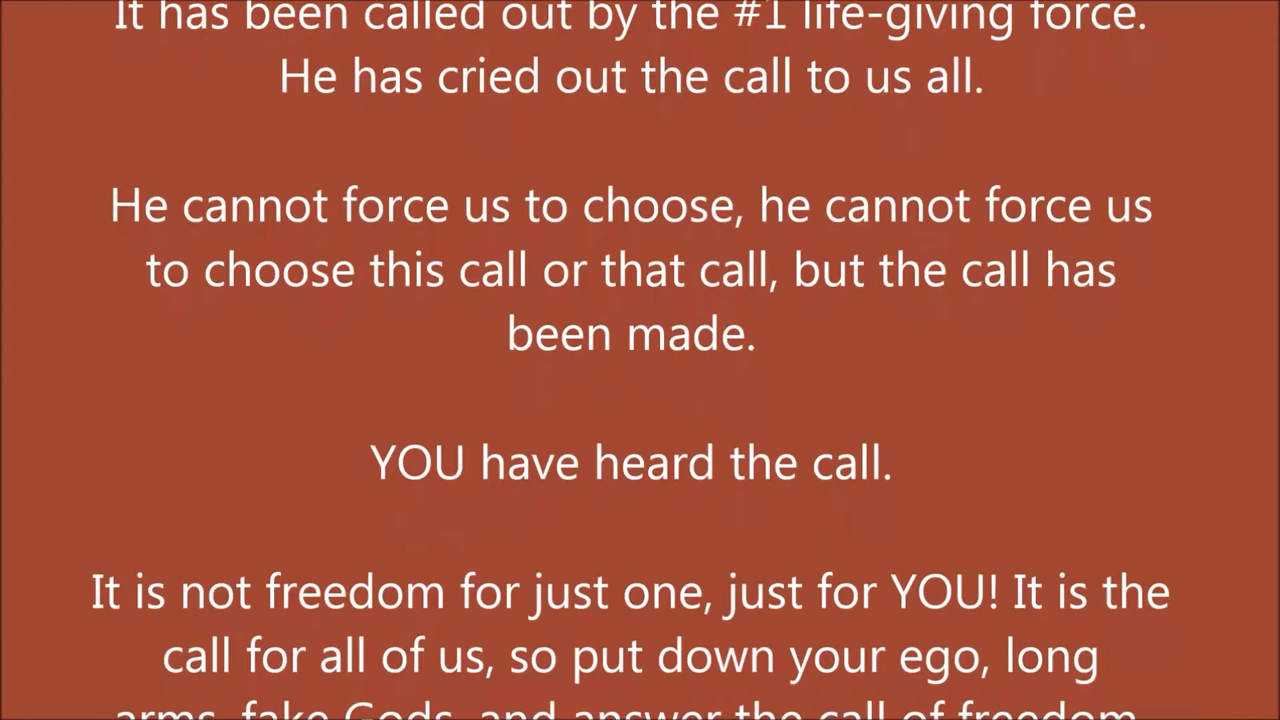 It has been called out by the #1 life-giving force.
He has cried out the call to us all.
He cannot force us to choose, he cannot force us
to choose this call or that call, but the call has
been made.
YOU have heard the call.
It is not freedom for just one, just for YOU! It is the
call for all of us, so put down your ego, long
arms, fake Gods, and answer the call of freedom